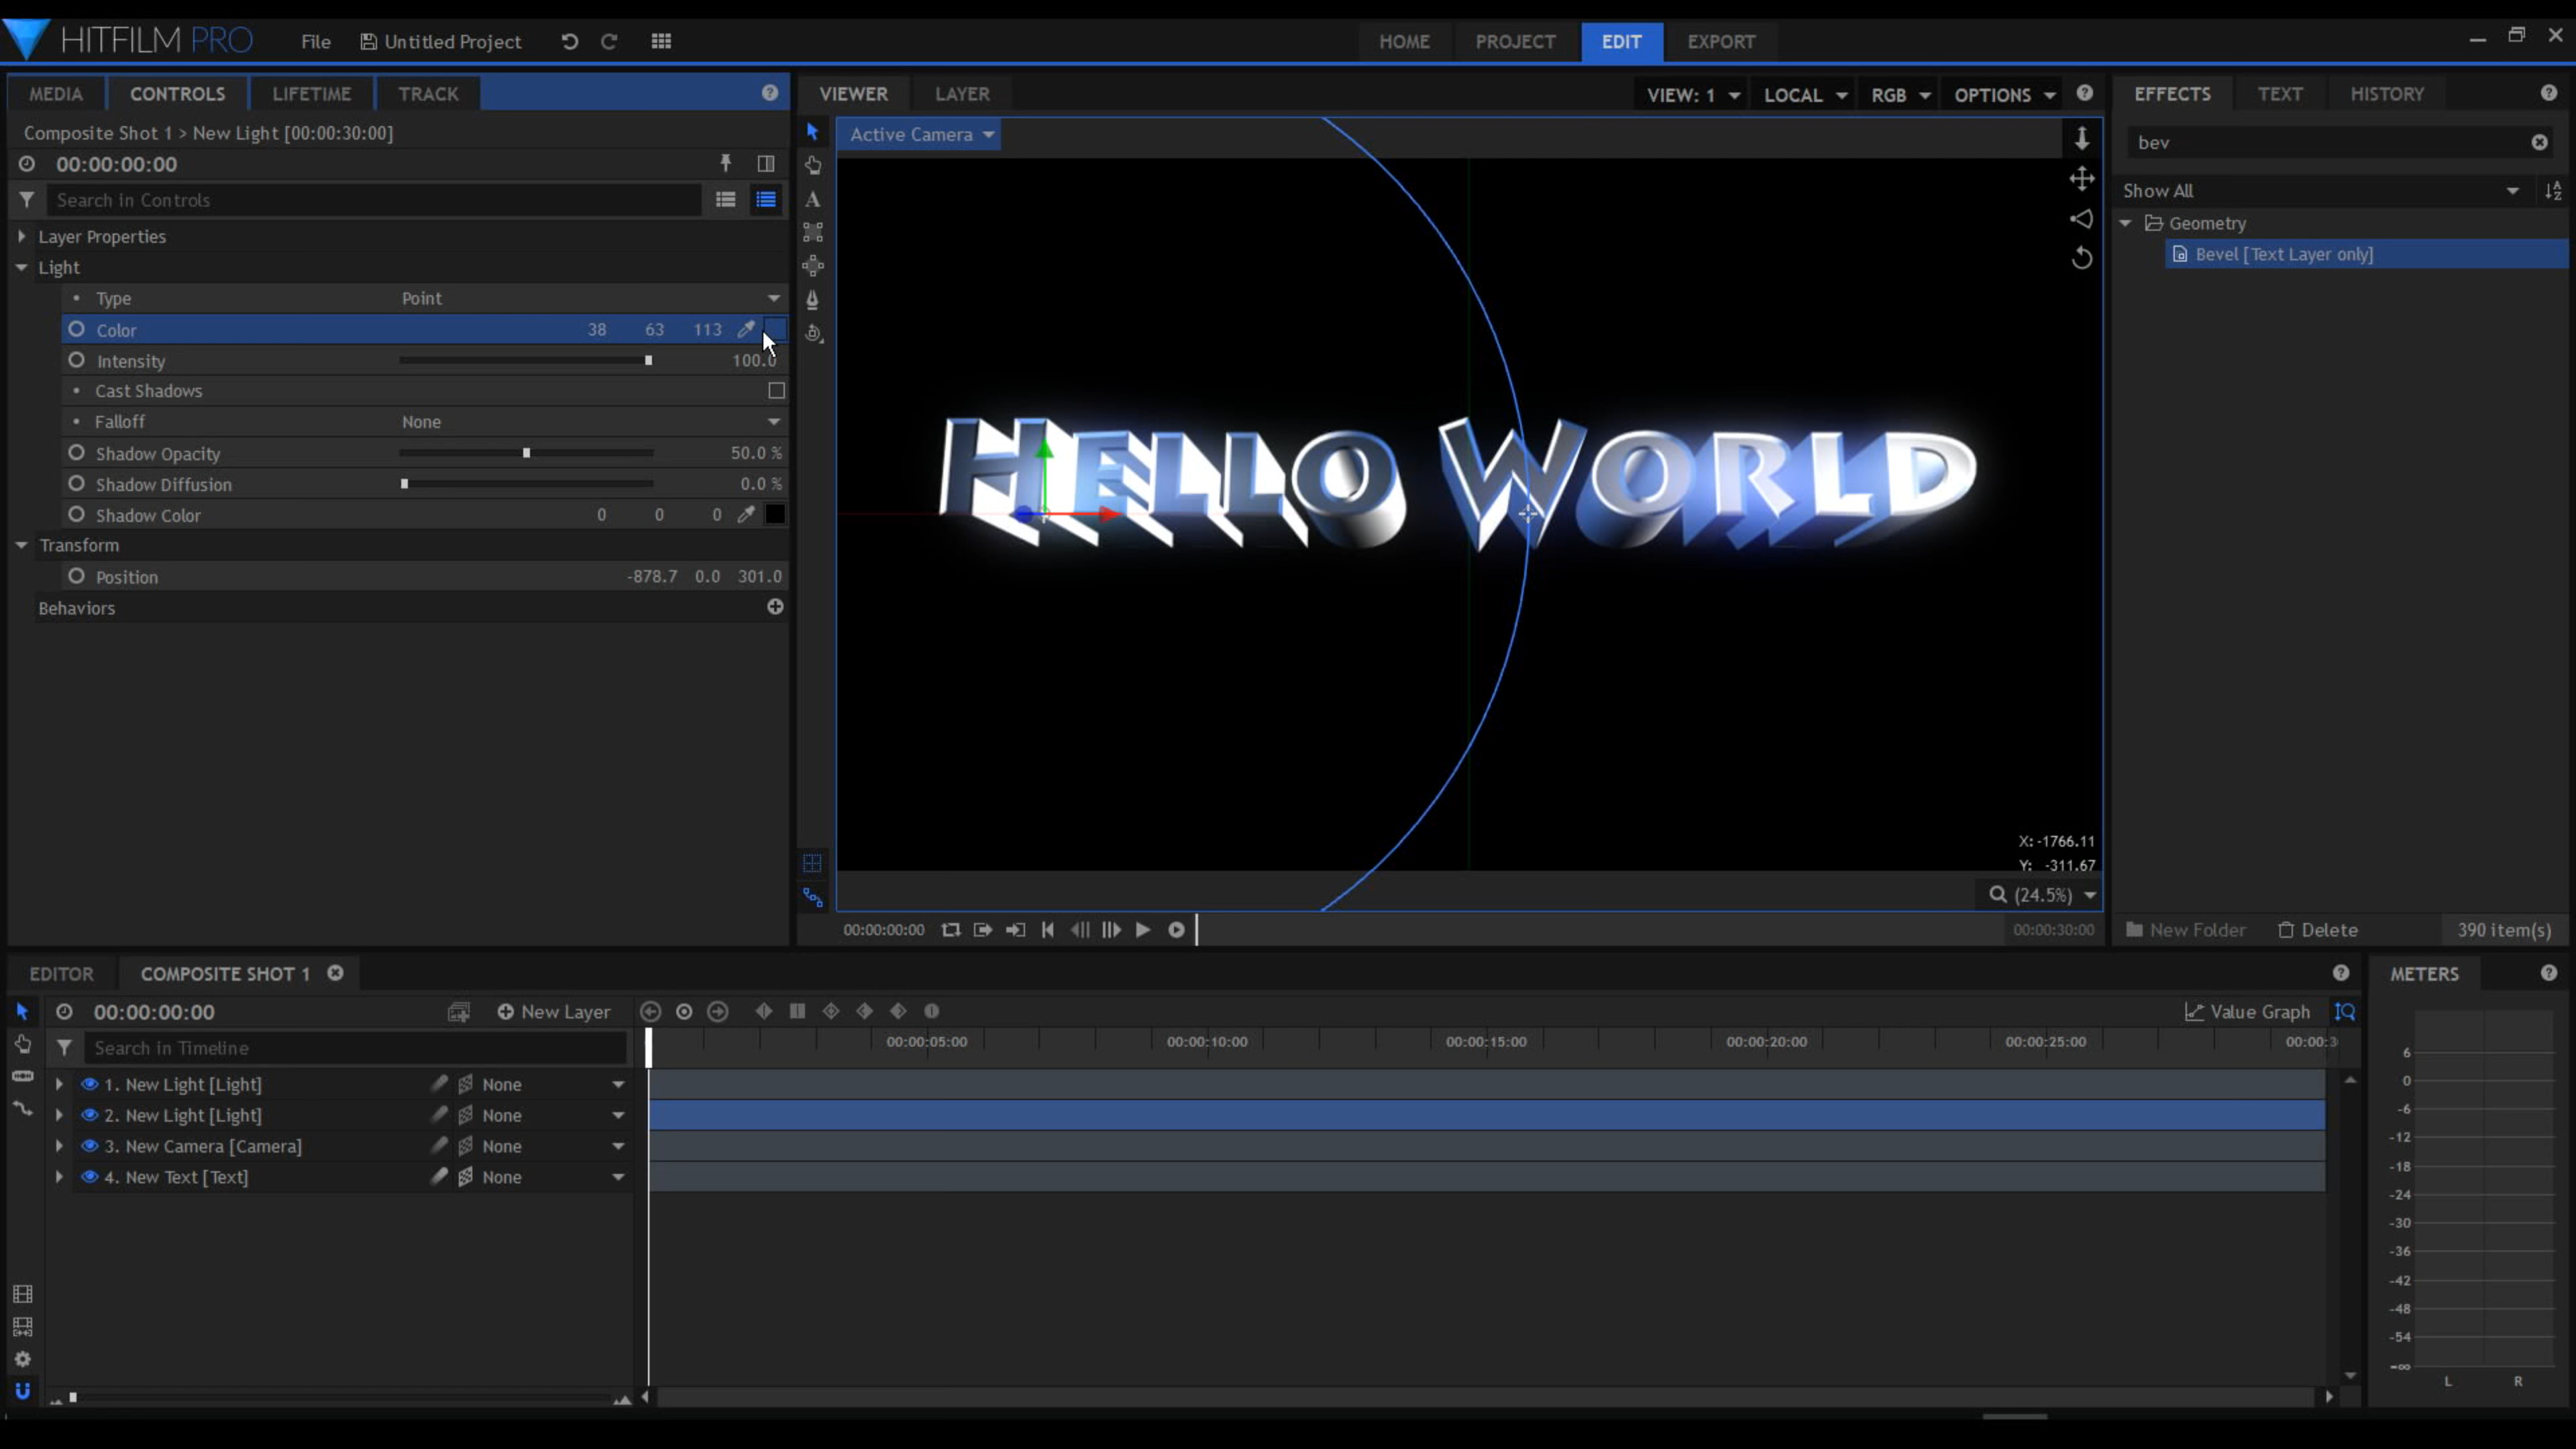 HITFILM PRO File Untitled Project HOME PROJECT EDIT EXPORT
MEDIA CONTROLS LIFETIME TRACK
Composite Shot 1 > New Light [00:00:30:00]
00:00:00:00
Search in Controls
Layer Properties
Light
Type Point
Color 38 63 113
Intensity 100.0
Cast Shadows
Falloff None
Shadow Opacity 50.0 %
Shadow Diffusion 0.0 %
Shadow Color 0 0 0
Transform
Position -878.7 0.0 301.0
Behaviors
VIEWER LAYER VIEW: 1 LOCAL RGB OPTIONS
Active Camera
HELLO WORLD
X: -1766.11
Y: -311.67
(24.5%)
00:00:00:00 00:00:30:00
EFFECTS TEXT HISTORY
bev
Show All
Geometry
Bevel [Text Layer only]
New Folder Delete 390 item(s)
EDITOR COMPOSITE SHOT 1
00:00:00:00 New Layer Value Graph
Search in Timeline
00:00:05:00 00:00:10:00 00:00:15:00 00:00:20:00 00:00:25:00 00:00:3
1. New Light [Light] None
2. New Light [Light] None
3. New Camera [Camera] None
4. New Text [Text] None
METERS
6
0
-6
-12
-18
-24
-30
-36
-42
-48
-54
-∞
L R